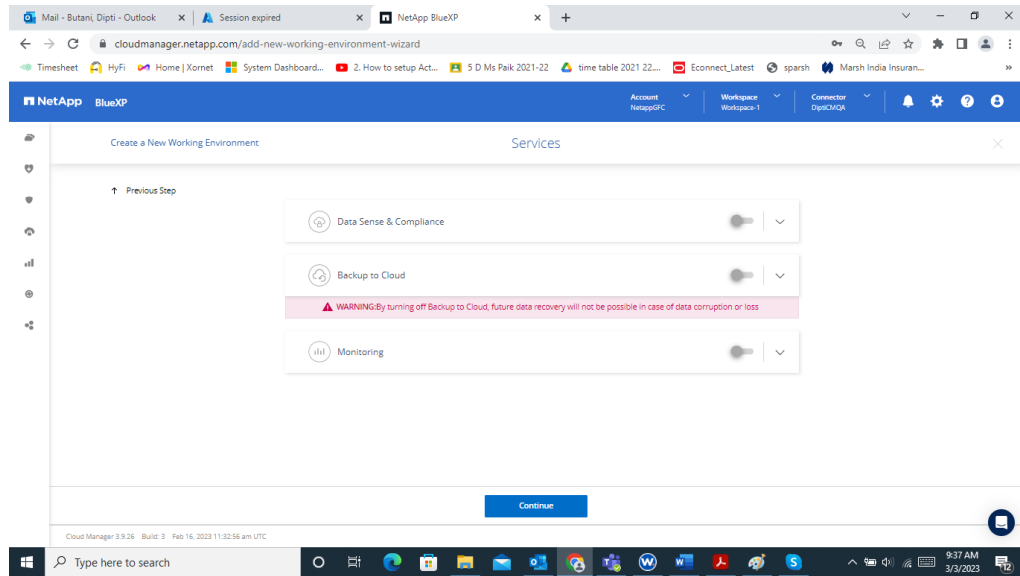 Mail - Butani, Dipti - Outlook
Session expired
NetApp BlueXP
cloudmanager.netapp.com/add-new-working-environment-wizard
Timesheet HyFi Home | Xornet System Dashboard... 2. How to setup Act... 5 D Ms Paik 2021-22 time table 2021 22.... Econnect_Latest sparsh Marsh India Insuran... »
NetApp BlueXP
Account
NetappGFC
Workspace
Workspace-1
Connector
DiptiCMQA
Create a New Working Environment
Services
↑ Previous Step
Data Sense & Compliance
Backup to Cloud
WARNING:By turning off Backup to Cloud, future data recovery will not be possible in case of data corruption or loss
Monitoring
Continue
Cloud Manager 3.9.26 Build: 3 Feb 16, 2023 11:32:56 am UTC
Type here to search
9:37 AM
3/3/2023
12